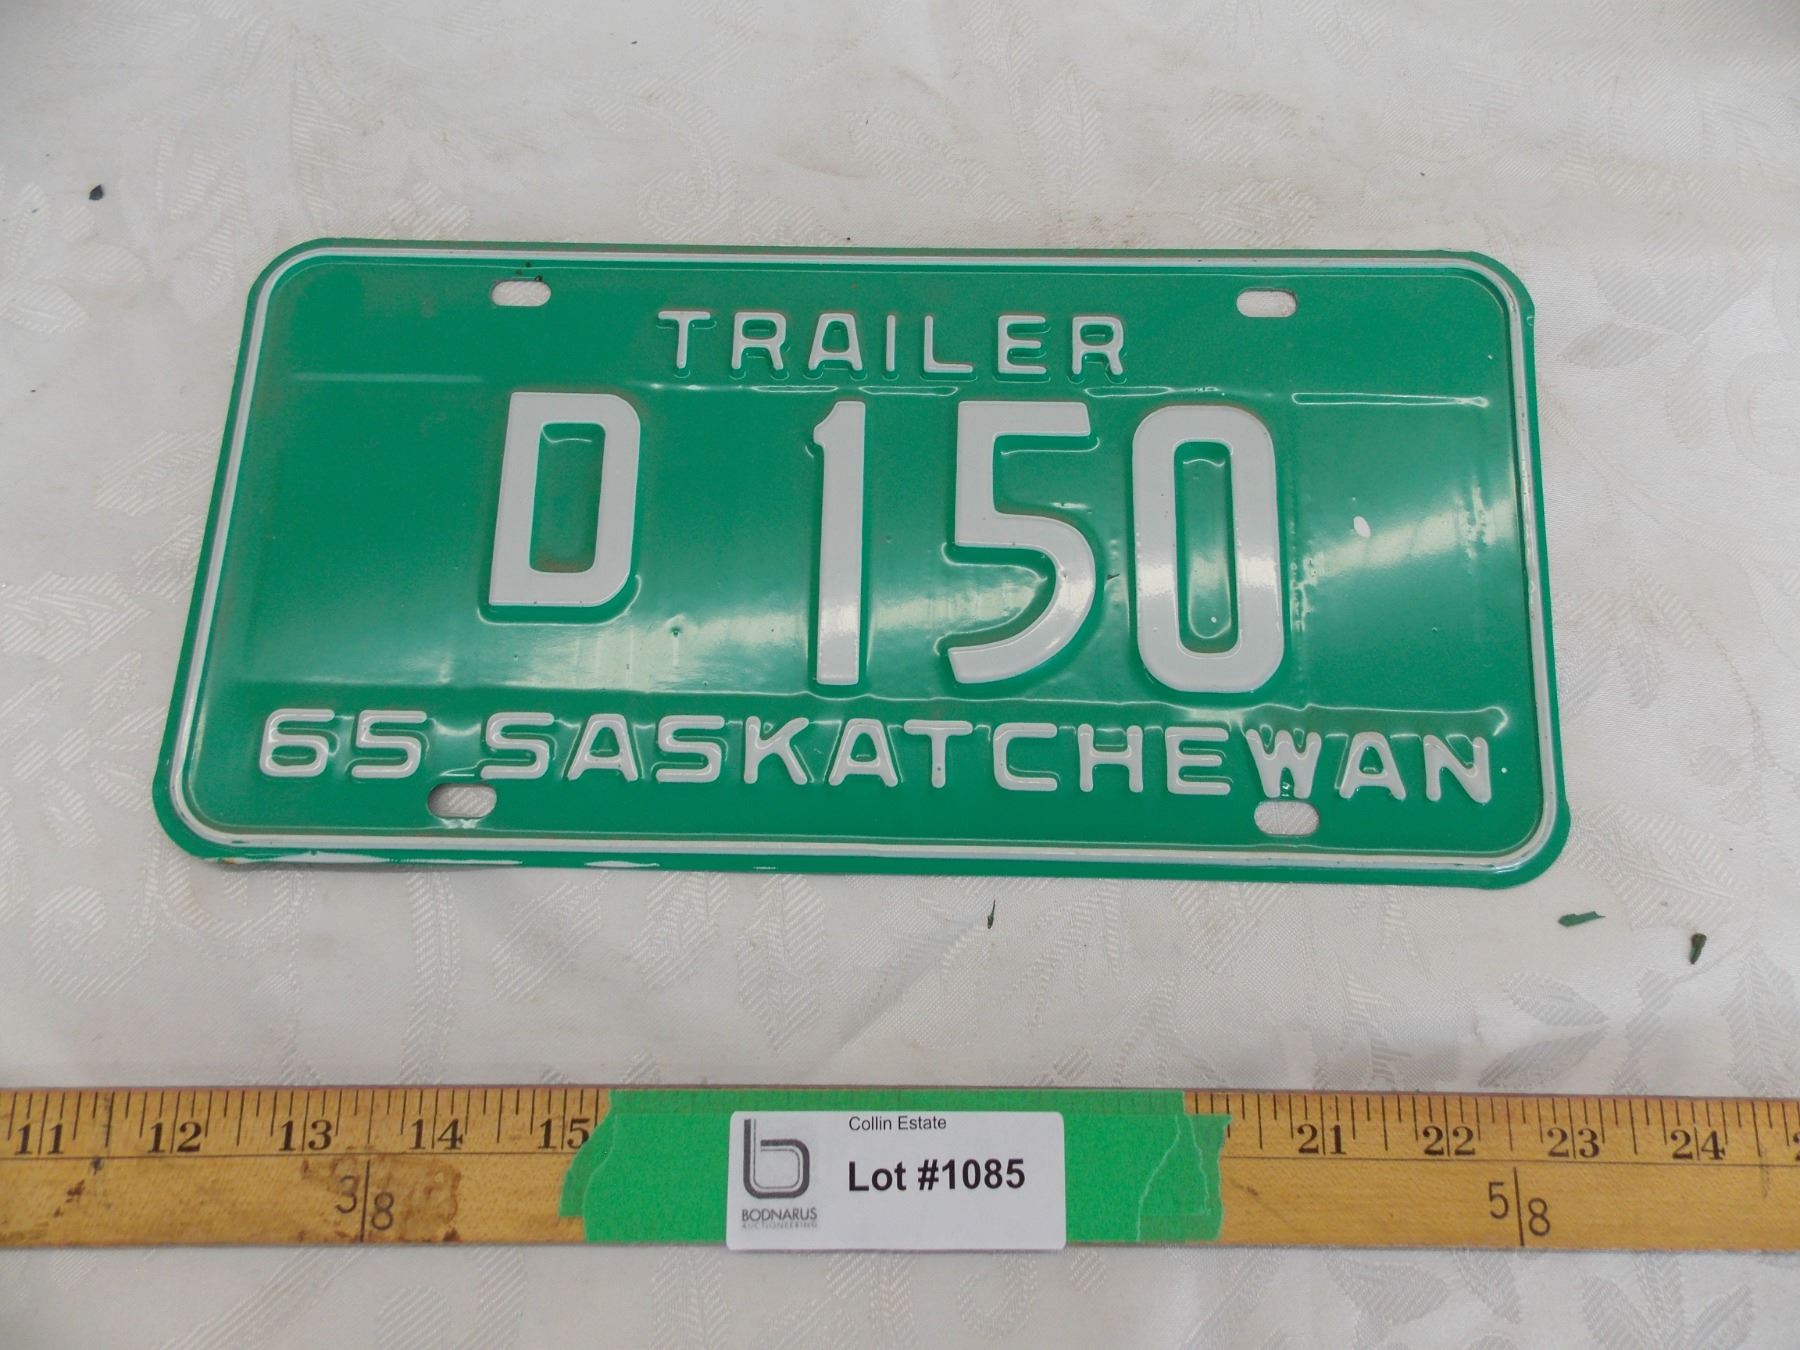 TRAILER
D 150
65 SASKATCHEWAN
11 12 13 14 15 21 22 23 24
Collin Estate
Lot #1085
BODNARUS
AUCTIONEERING
3/8
5/8